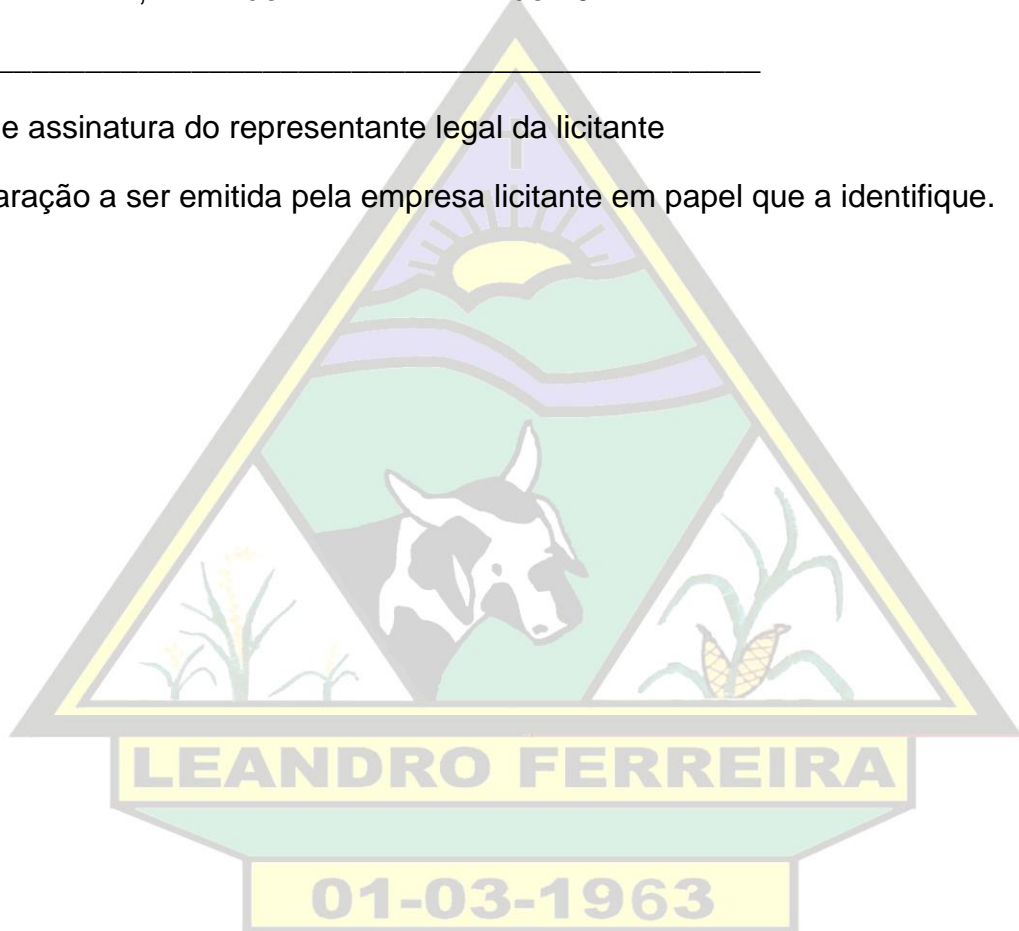 e assinatura do representante legal da licitante
aração a ser emitida pela empresa licitante em papel que a identifique.
LEANDRO FERREIRA
01-03-1963